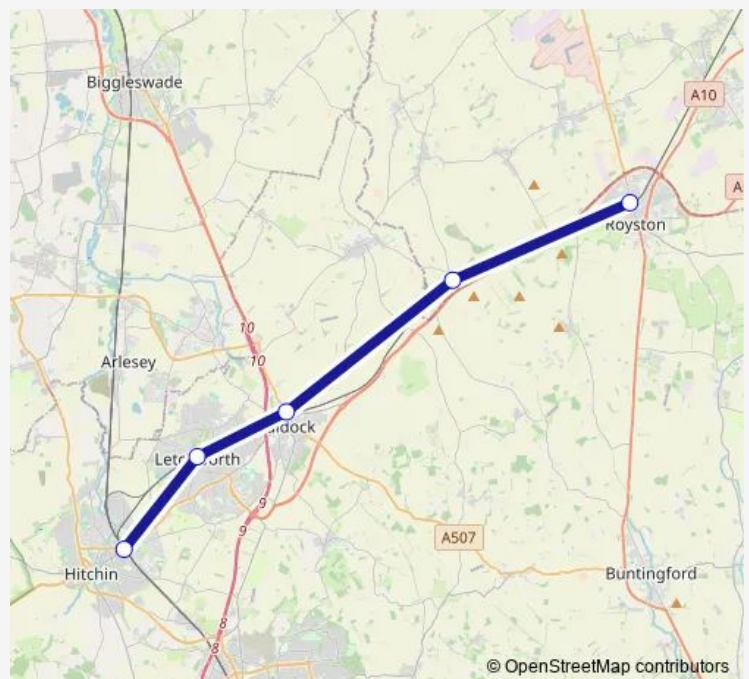 Biggleswade
A10
A
Royston
10
10
Arlesey
Baldock
Letchworth
9
9
A507
Hitchin
Buntingford
8
8
© OpenStreetMap contributors